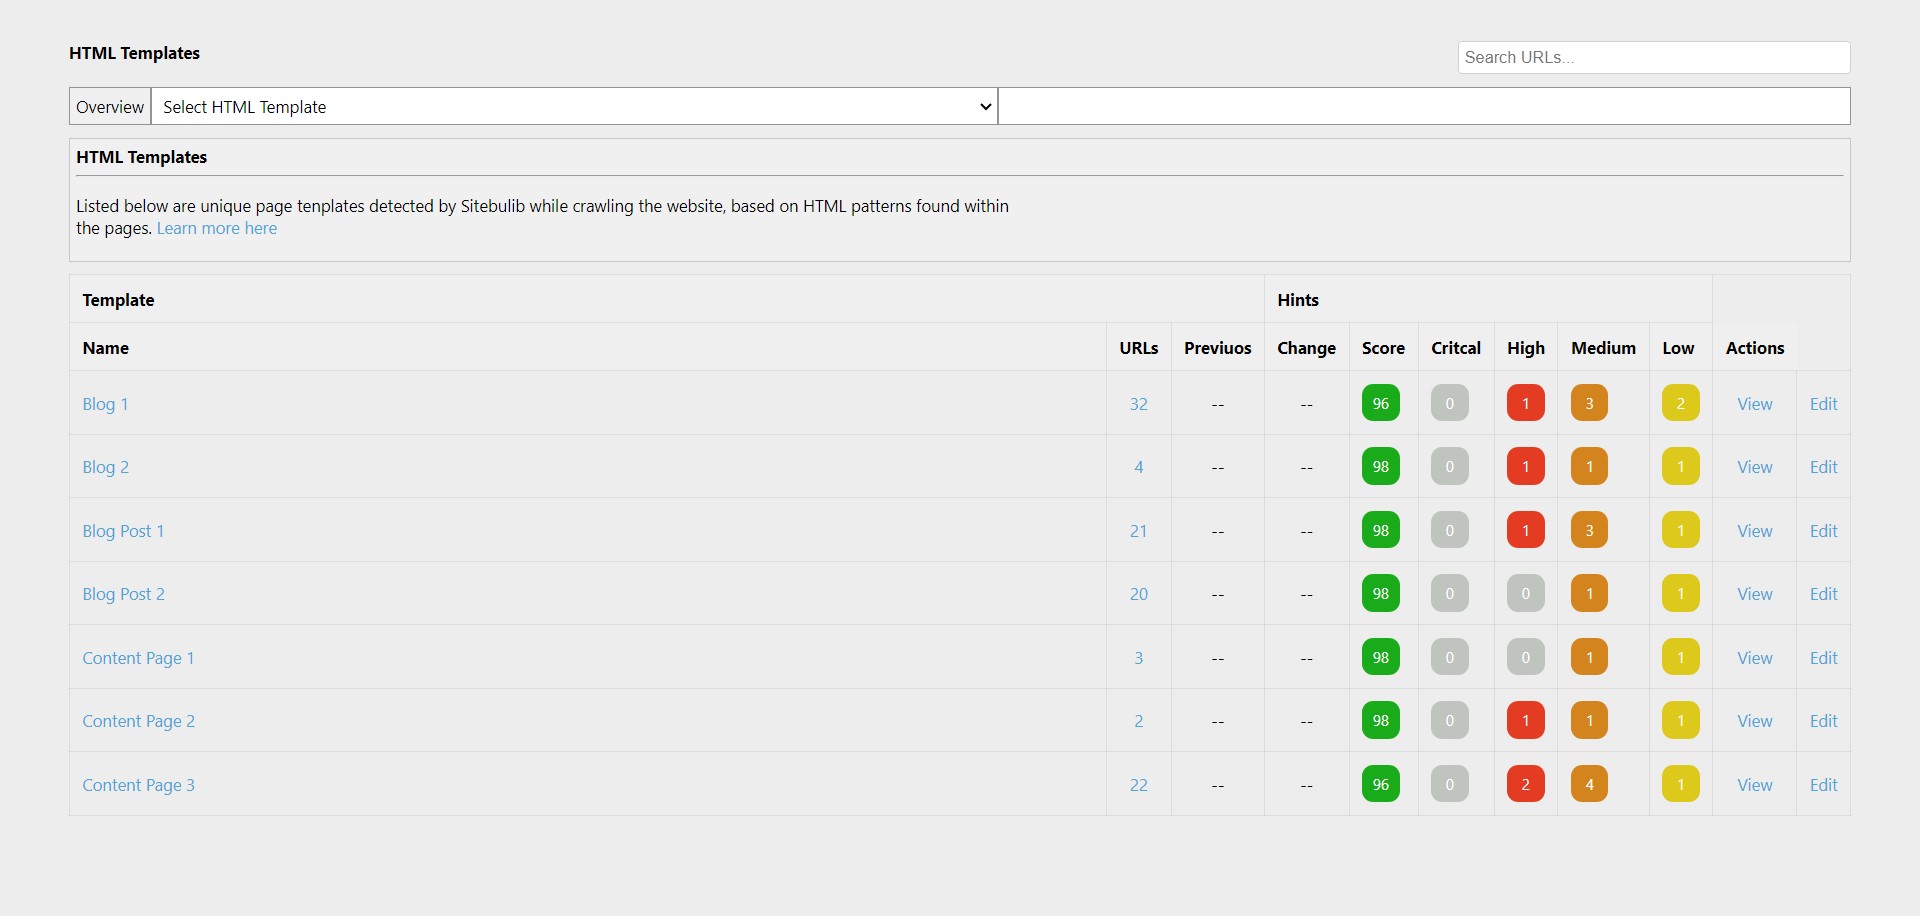 HTML Templates
Search URLs...
Overview Select HTML Template
HTML Templates
Listed below are unique page tenplates detected by Sitebulib while crawling the website, based on HTML patterns found within
the pages. Learn more here
Template Hints
Name URLs Previuos Change Score Critcal High Medium Low Actions
Blog 1 32 -- -- 96 0 1 3 2 View Edit
Blog 2 4 -- -- 98 0 1 1 1 View Edit
Blog Post 1 21 -- -- 98 0 1 3 1 View Edit
Blog Post 2 20 -- -- 98 0 0 1 1 View Edit
Content Page 1 3 -- -- 98 0 0 1 1 View Edit
Content Page 2 2 -- -- 98 0 1 1 1 View Edit
Content Page 3 22 -- -- 96 0 2 4 1 View Edit